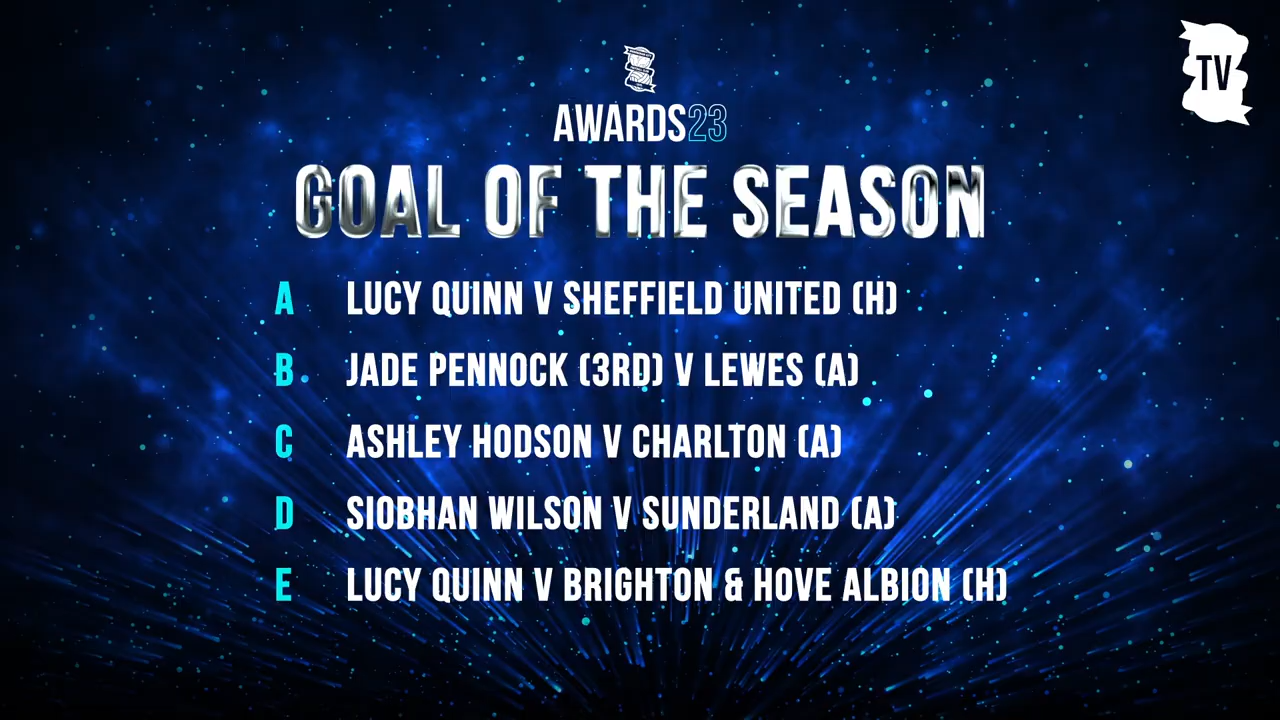 TV
AWARDS23
GOAL OF THE SEASON
A LUCY QUINN V SHEFFIELD UNITED (H)
B JADE PENNOCK (3RD) V LEWES (A)
C ASHLEY HODSON V CHARLTON (A)
D SIOBHAN WILSON V SUNDERLAND (A)
E LUCY QUINN V BRIGHTON & HOVE ALBION (H)